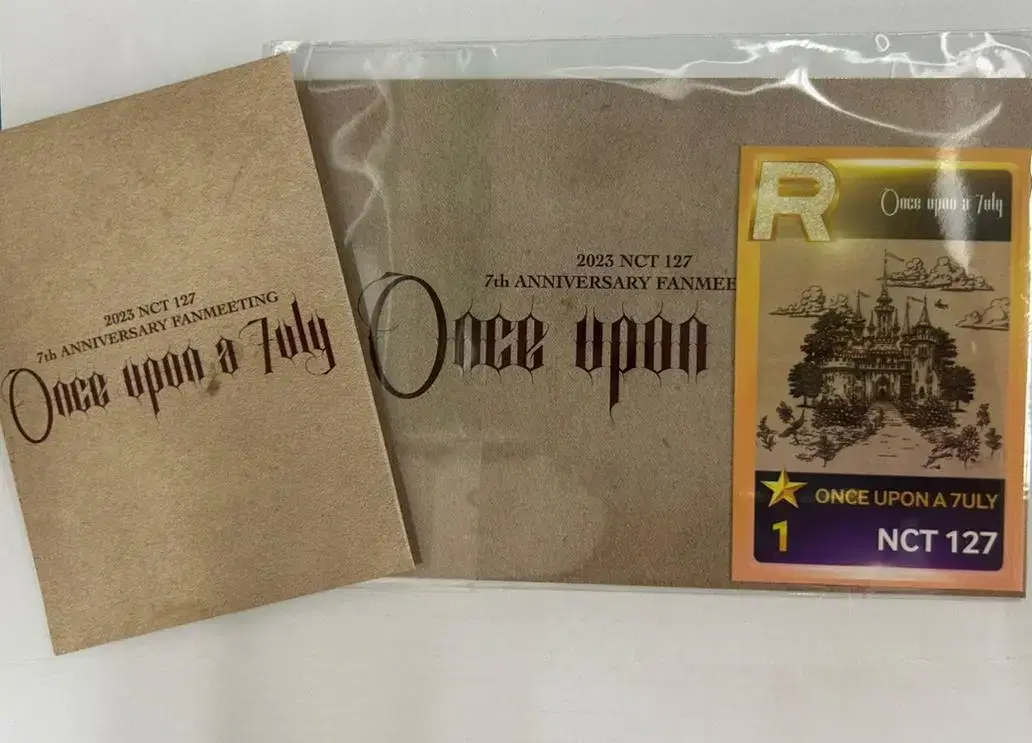 2023 NCT 127
7th ANNIVERSARY FANMEETING
Once upon a 7uly
2023 NCT 127
7th ANNIVERSARY FANMEE
Once upon
R
Once upon a 7uly
ONCE UPON A 7ULY
1
NCT 127